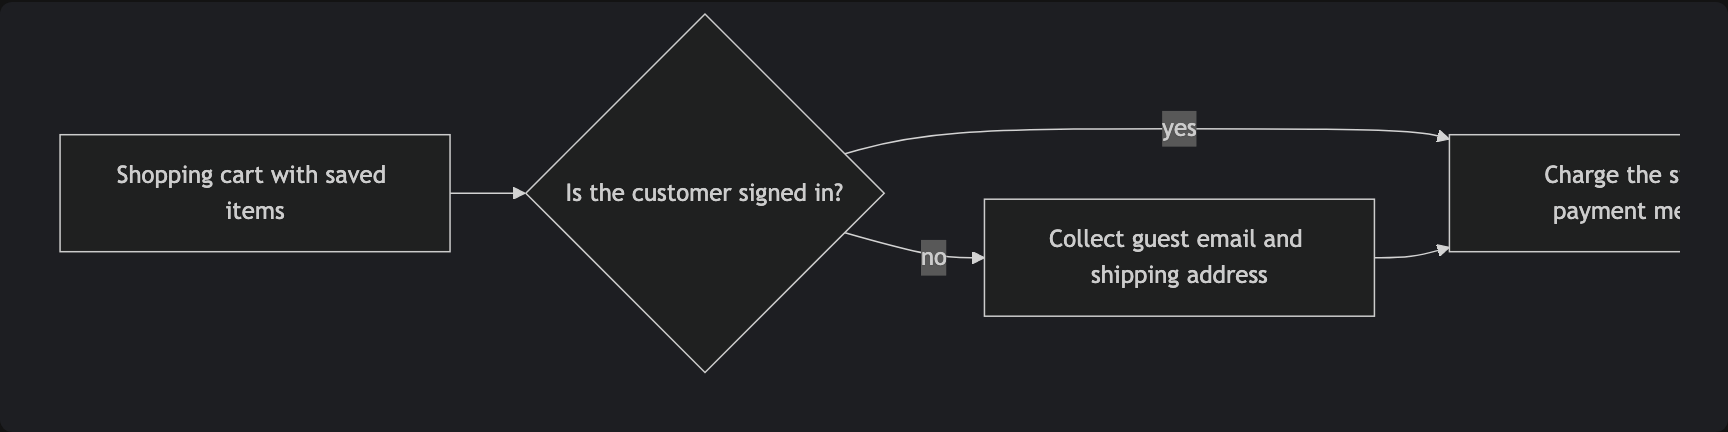 Shopping cart with saved
items
Is the customer signed in?
yes
no
Collect guest email and
shipping address
Charge the
payment